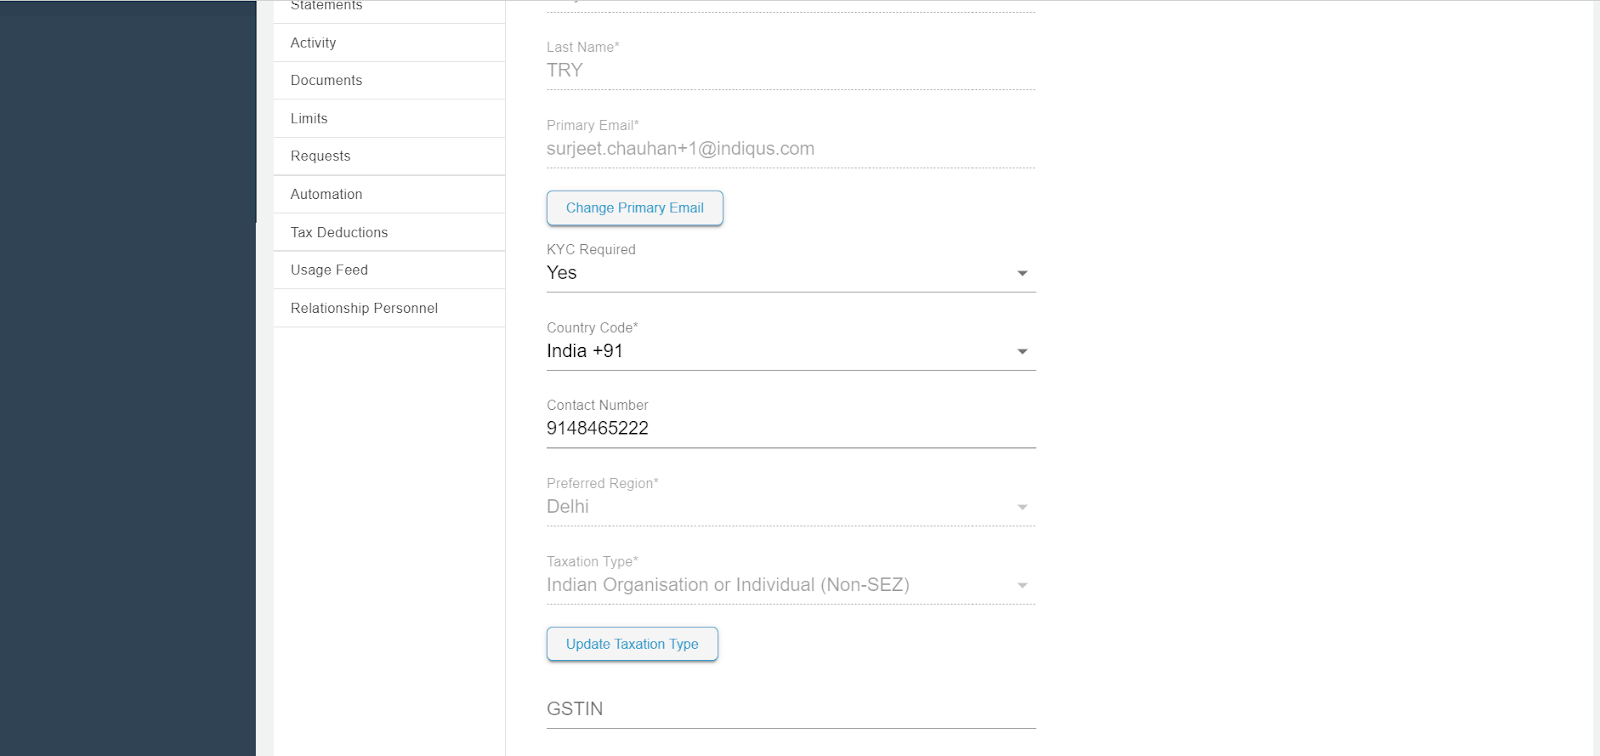 Statements
Activity
Documents
Limits
Requests
Automation
Tax Deductions
Usage Feed
Relationship Personnel
Last Name*
TRY
Primary Email*
surjeet.chauhan+1@indiqus.com
Change Primary Email
KYC Required
Yes
Country Code*
India +91
Contact Number
9148465222
Preferred Region*
Delhi
Taxation Type*
Indian Organisation or Individual (Non-SEZ)
Update Taxation Type
GSTIN